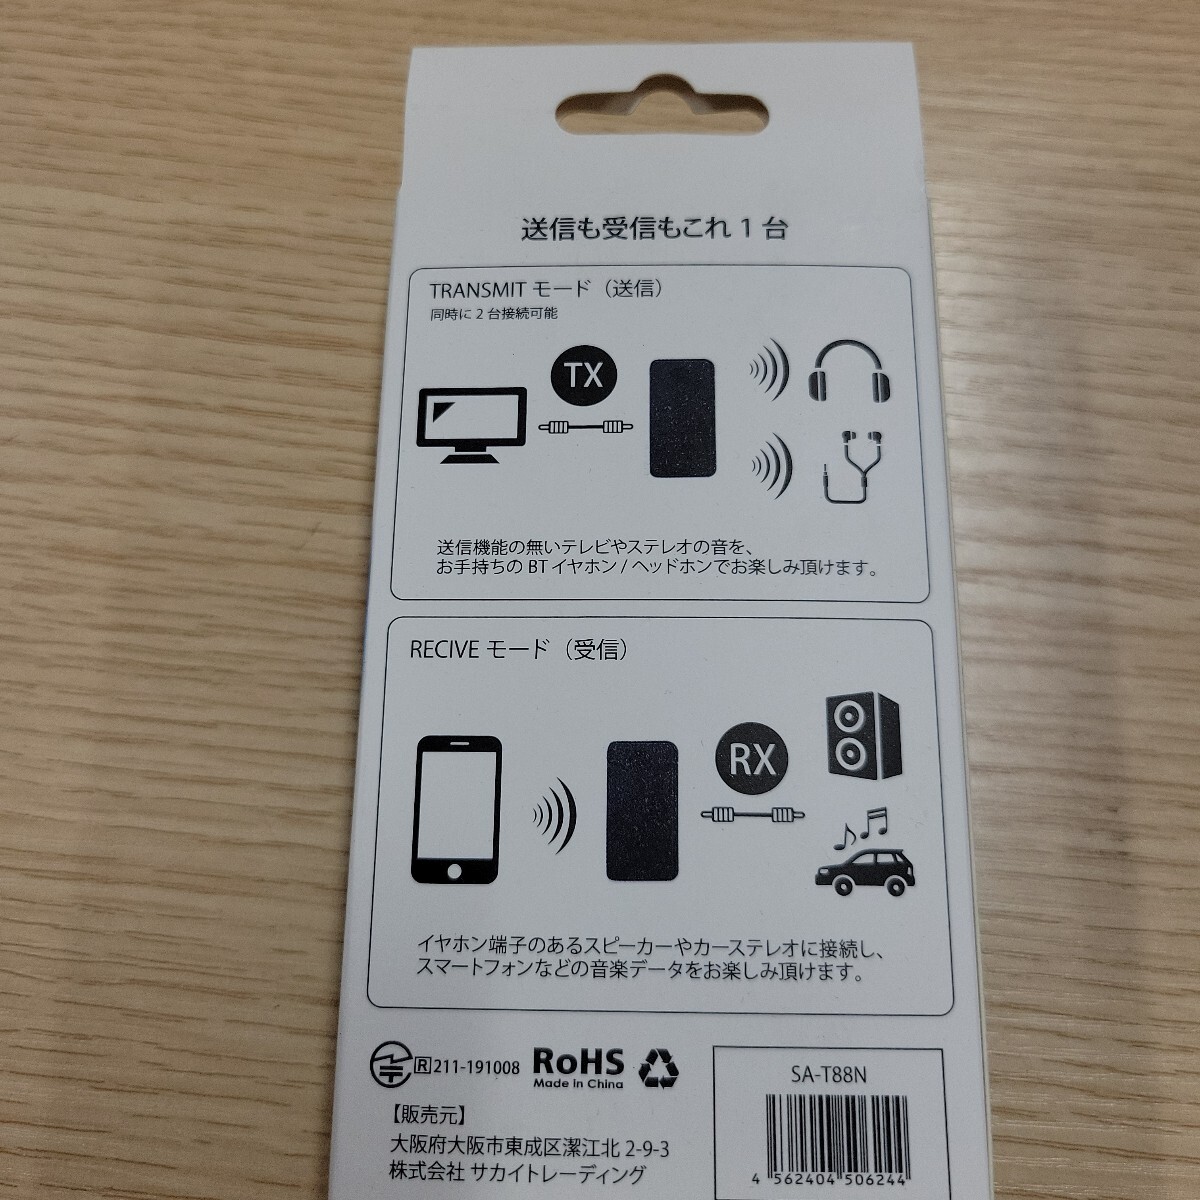 送信も受信もこれ 1 台
TRANSMIT モード（送信）
同時に 2 台接続可能
TX
送信機能の無いテレビやステレオの音を、
お手持ちの BT イヤホン / ヘッドホンでお楽しみ頂けます。
RECIVE モード（受信）
RX
イヤホン端子のあるスピーカーやカーステレオに接続し、
スマートフォンなどの音楽データをお楽しみ頂けます。
R 211-191008 RoHS
Made in China
【販売元】
大阪府大阪市東成区深江北 2-9-3
株式会社 サカイトレーディング
SA-T88N
4 562404 506244